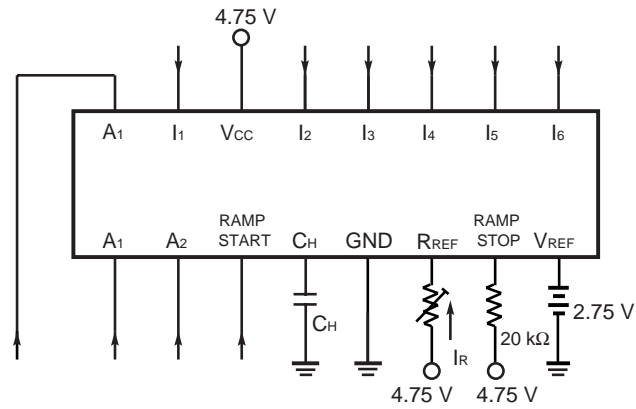 4.75 V
A1 I1 VCC I2 I3 I4 I5 I6
A1 A2 RAMP START CH GND RREF RAMP STOP VREF
CH
IR
20 kΩ
2.75 V
4.75 V 4.75 V